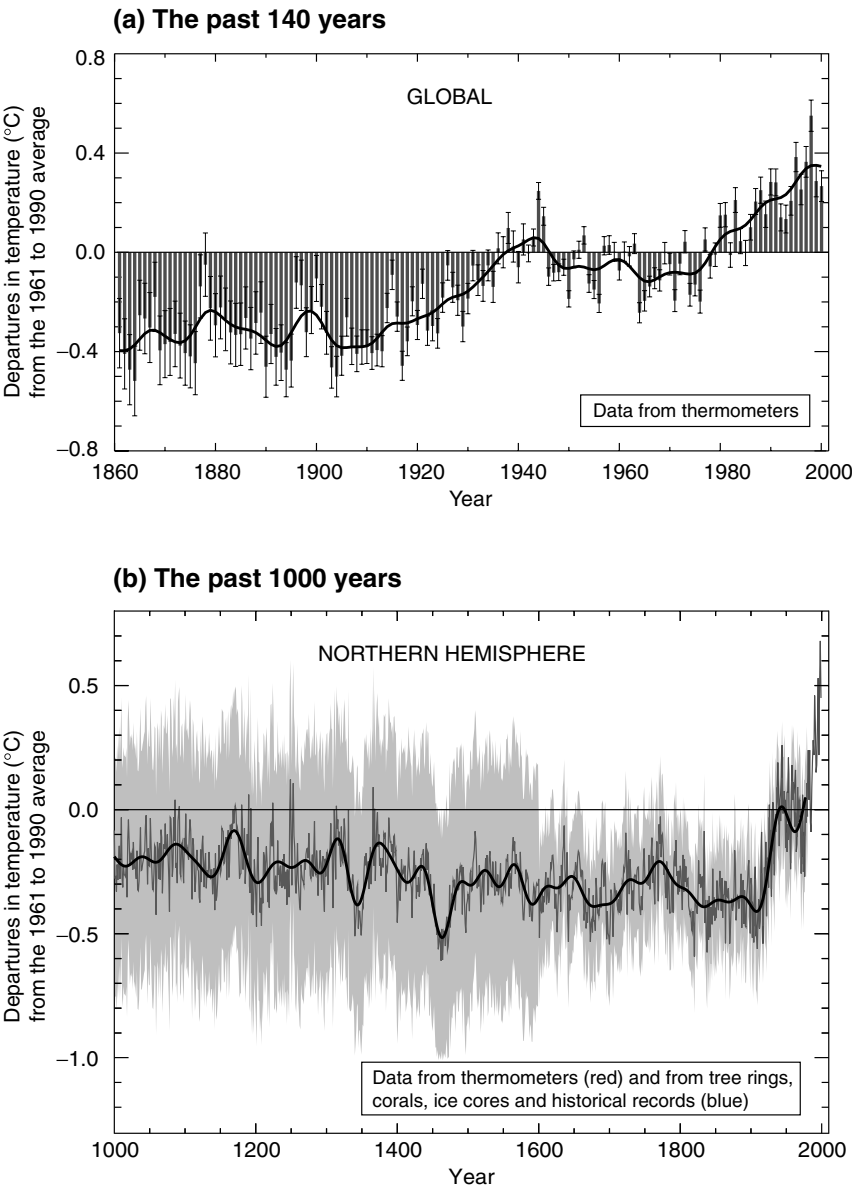 (a) The past 140 years
Departures in temperature (°C)
from the 1961 to 1990 average
0.8
0.4
0.0
−0.4
−0.8
GLOBAL
Data from thermometers
1860 1880 1900 1920 1940 1960 1980 2000
Year
(b) The past 1000 years
Departures in temperature (°C)
from the 1961 to 1990 average
0.5
0.0
−0.5
−1.0
NORTHERN HEMISPHERE
Data from thermometers (red) and from tree rings,
corals, ice cores and historical records (blue)
1000 1200 1400 1600 1800 2000
Year